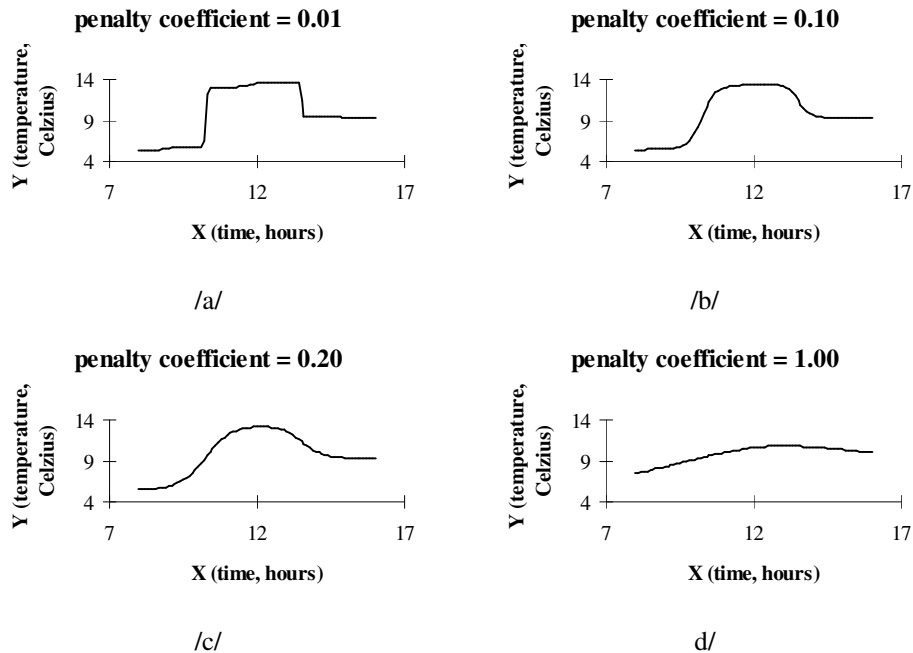 penalty coefficient = 0.01
Y (temperature,
Celzius)
14
9
4
7
12
17
X (time, hours)
/a/
penalty coefficient = 0.10
Y (temperature,
Celzius)
14
9
4
7
12
17
X (time, hours)
/b/
penalty coefficient = 0.20
Y (temperature,
Celzius)
14
9
4
7
12
17
X (time, hours)
/c/
penalty coefficient = 1.00
Y (temperature,
Celzius)
14
9
4
7
12
17
X (time, hours)
d/